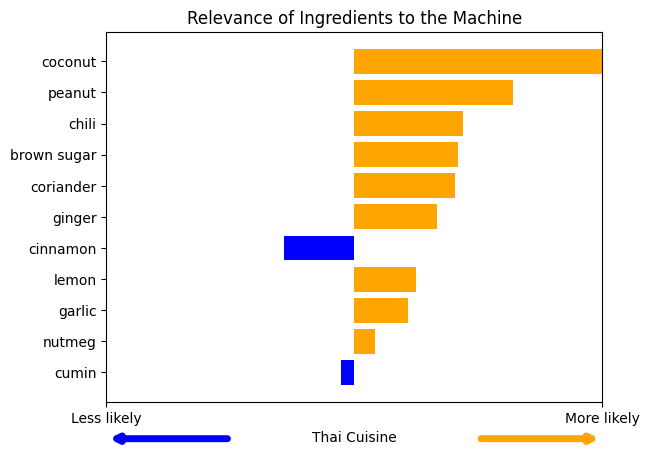 Relevance of Ingredients to the Machine
coconut
peanut
chili
brown sugar
coriander
ginger
cinnamon
lemon
garlic
nutmeg
cumin
Less likely
More likely
Thai Cuisine